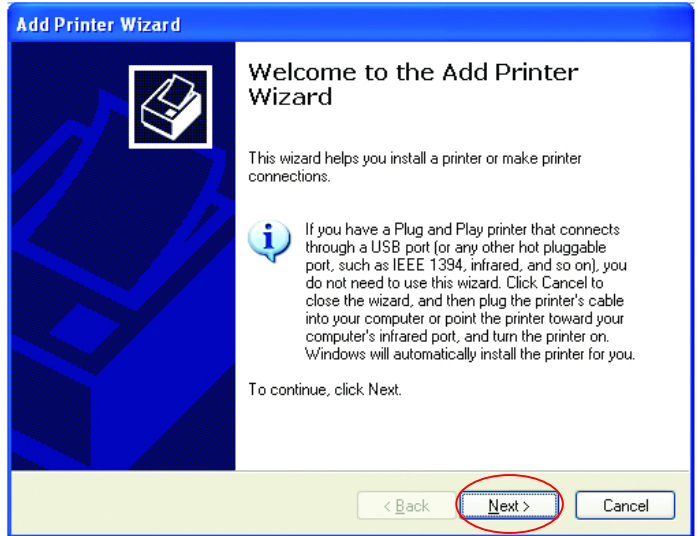 Add Printer Wizard
Welcome to the Add Printer
Wizard
This wizard helps you install a printer or make printer
connections.
If you have a Plug and Play printer that connects
through a USB port (or any other hot pluggable
port, such as IEEE 1394, infrared, and so on), you
do not need to use this wizard. Click Cancel to
close the wizard, and then plug the printer's cable
into your computer or point the printer toward your
computer's infrared port, and turn the printer on.
Windows will automatically install the printer for you.
To continue, click Next.
< Back Next > Cancel